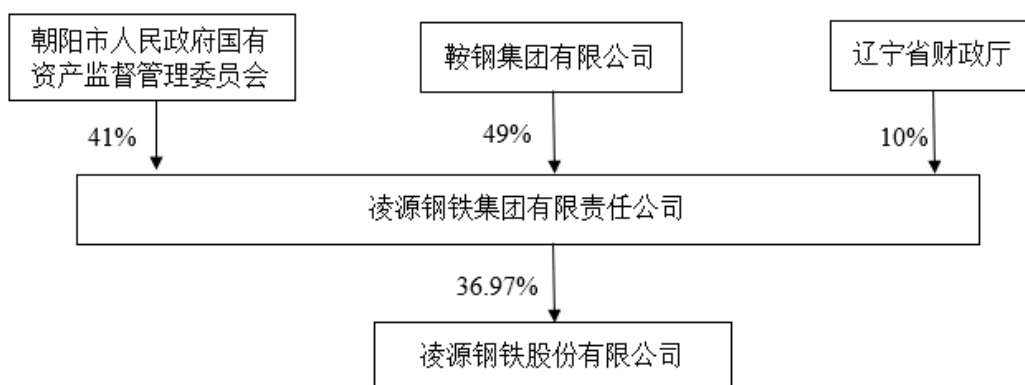 朝阳市人民政府国有
资产监督管理委员会
鞍钢集团有限公司
辽宁省财政厅
41%
49%
10%
凌源钢铁集团有限责任公司
36.97%
凌源钢铁股份有限公司